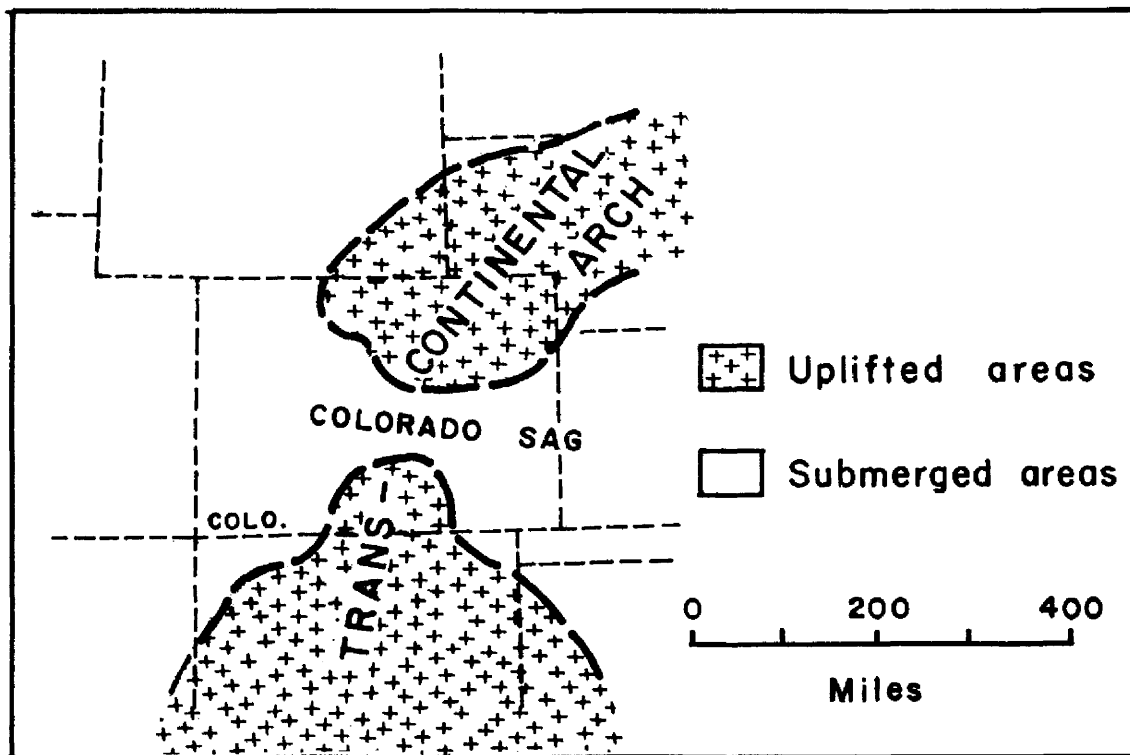 CONTINENTAL
ARCH
COLORADO SAG
COLO.
TRANS-
Uplifted areas
Submerged areas
0 200 400
Miles